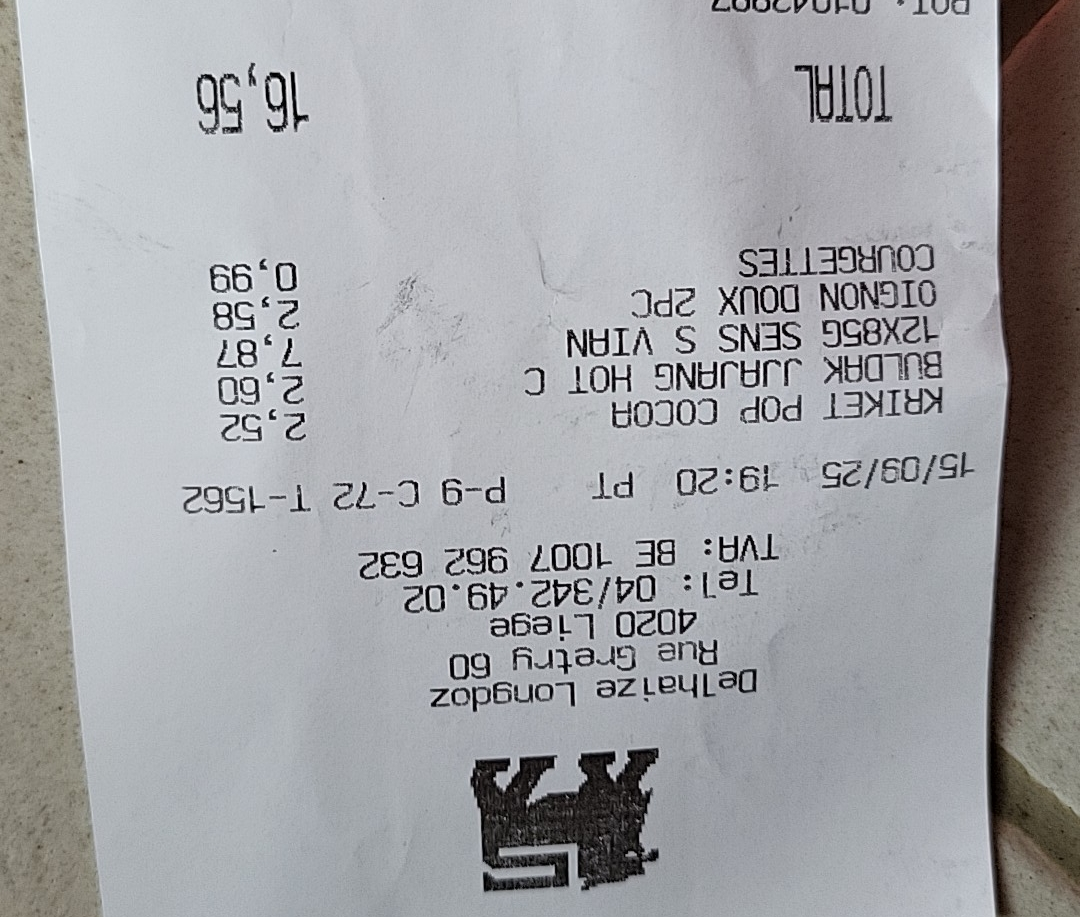 Delhaize Longdoz
Rue Gretry 60
4020 Liege
Tel: 04/342.49.02
TVA: BE 1007 962 632
15/09/25 19:20 PT P-9 C-72 T-1562
KRIKET POP COCOA 2,52
BULDAK JJAJANG HOT C 2,60
12X85G SENS S VIAN 7,87
OIGNON DOUX 2PC 2,58
COURGETTES 0,99
TOTAL 16,56